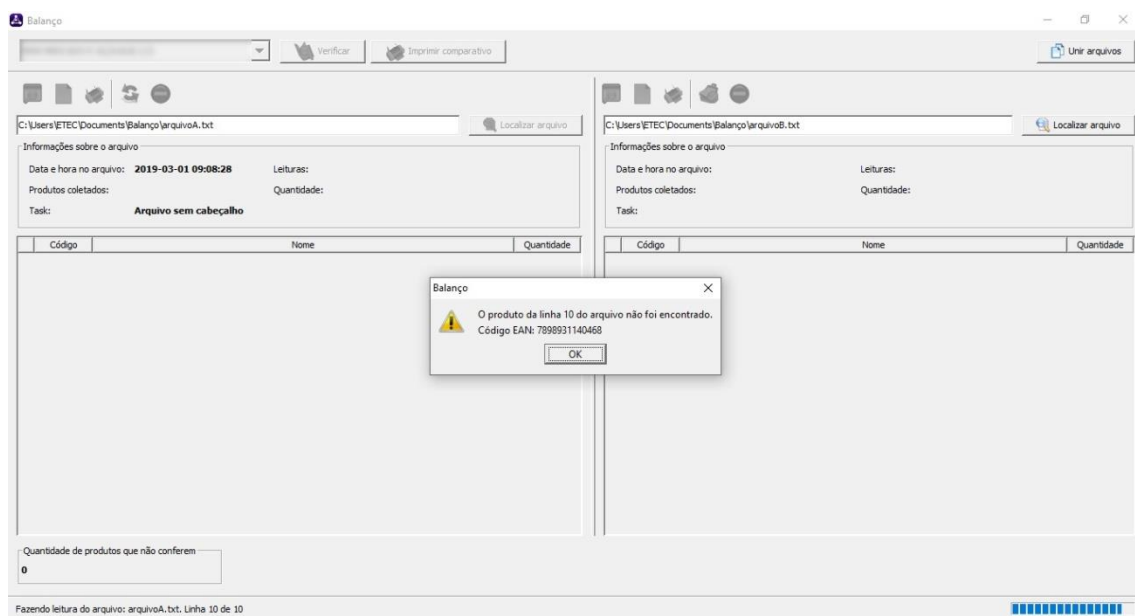 Balanço
Verificar
Imprimir comparativo
Unir arquivos
C:\Users\ETEC\Documents\Balanço\arquivoA.txt
Localizar arquivo
Informações sobre o arquivo
Data e hora no arquivo: 2019-03-01 09:08:28 Leituras:
Produtos coletados: Quantidade:
Task: Arquivo sem cabeçalho
Código Nome Quantidade
C:\Users\ETEC\Documents\Balanço\arquivoB.txt
Localizar arquivo
Informações sobre o arquivo
Data e hora no arquivo: Leituras:
Produtos coletados: Quantidade:
Task:
Código Nome Quantidade
Balanço
O produto da linha 10 do arquivo não foi encontrado.
Código EAN: 7898931140468
OK
Quantidade de produtos que não conferem
0
Fazendo leitura do arquivo: arquivoA.txt. Linha 10 de 10